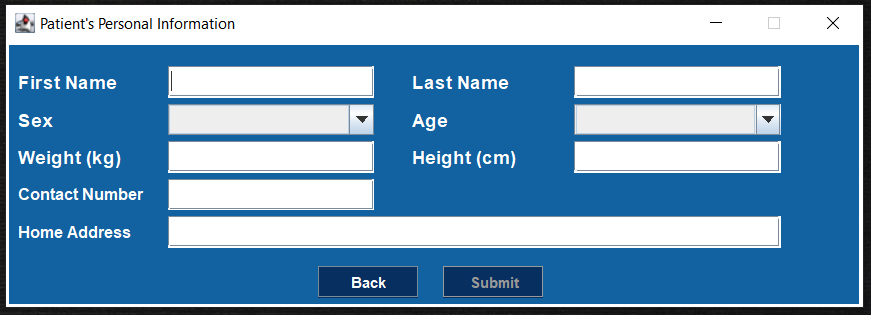 Patient's Personal Information
First Name Last Name
Sex Age
Weight (kg) Height (cm)
Contact Number
Home Address
Back Submit